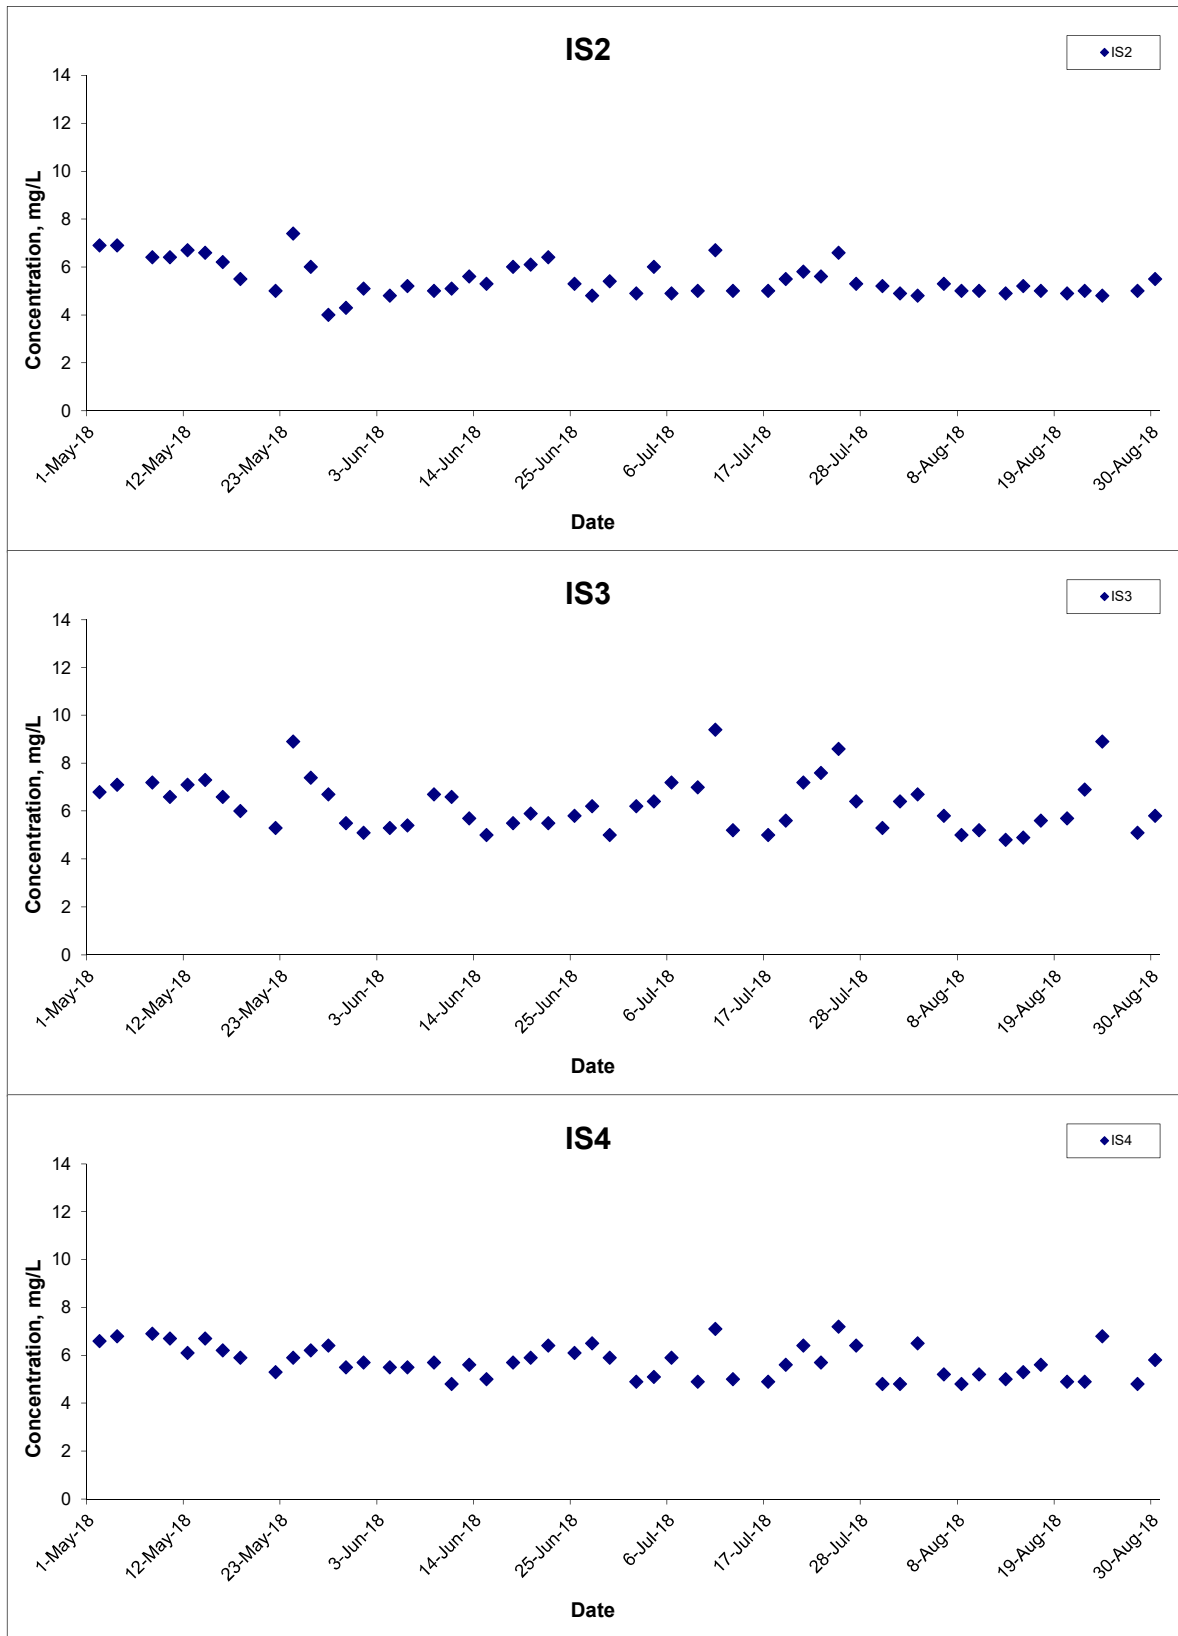 IS2
IS2
14
12
10
8
6
4
2
0
Concentration, mg/L
1-May-18
12-May-18
23-May-18
3-Jun-18
14-Jun-18
25-Jun-18
6-Jul-18
17-Jul-18
28-Jul-18
8-Aug-18
19-Aug-18
30-Aug-18
Date
IS3
IS3
14
12
10
8
6
4
2
0
Concentration, mg/L
1-May-18
12-May-18
23-May-18
3-Jun-18
14-Jun-18
25-Jun-18
6-Jul-18
17-Jul-18
28-Jul-18
8-Aug-18
19-Aug-18
30-Aug-18
Date
IS4
IS4
14
12
10
8
6
4
2
0
Concentration, mg/L
1-May-18
12-May-18
23-May-18
3-Jun-18
14-Jun-18
25-Jun-18
6-Jul-18
17-Jul-18
28-Jul-18
8-Aug-18
19-Aug-18
30-Aug-18
Date